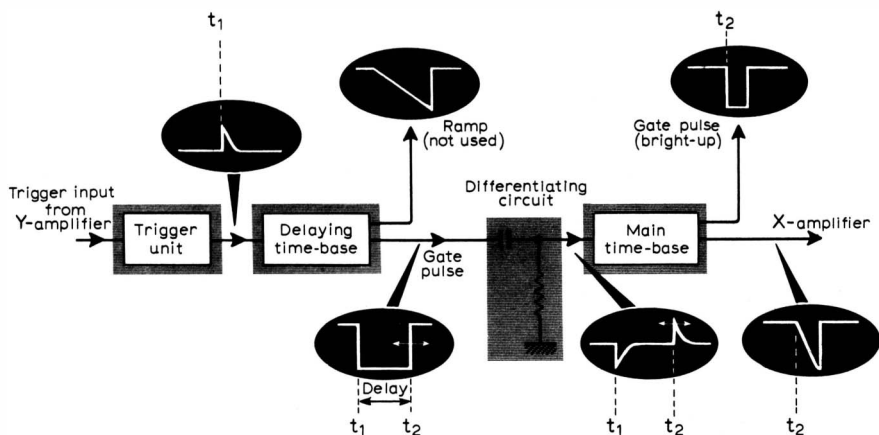 t1
t2
Ramp
(not used)
Gate pulse
(bright-up)
Trigger input
from
Y-amplifier
Trigger
unit
Delaying
time-base
Gate
pulse
Differentiating
circuit
Main
time-base
X-amplifier
Delay
t1
t2
t1
t2
t2